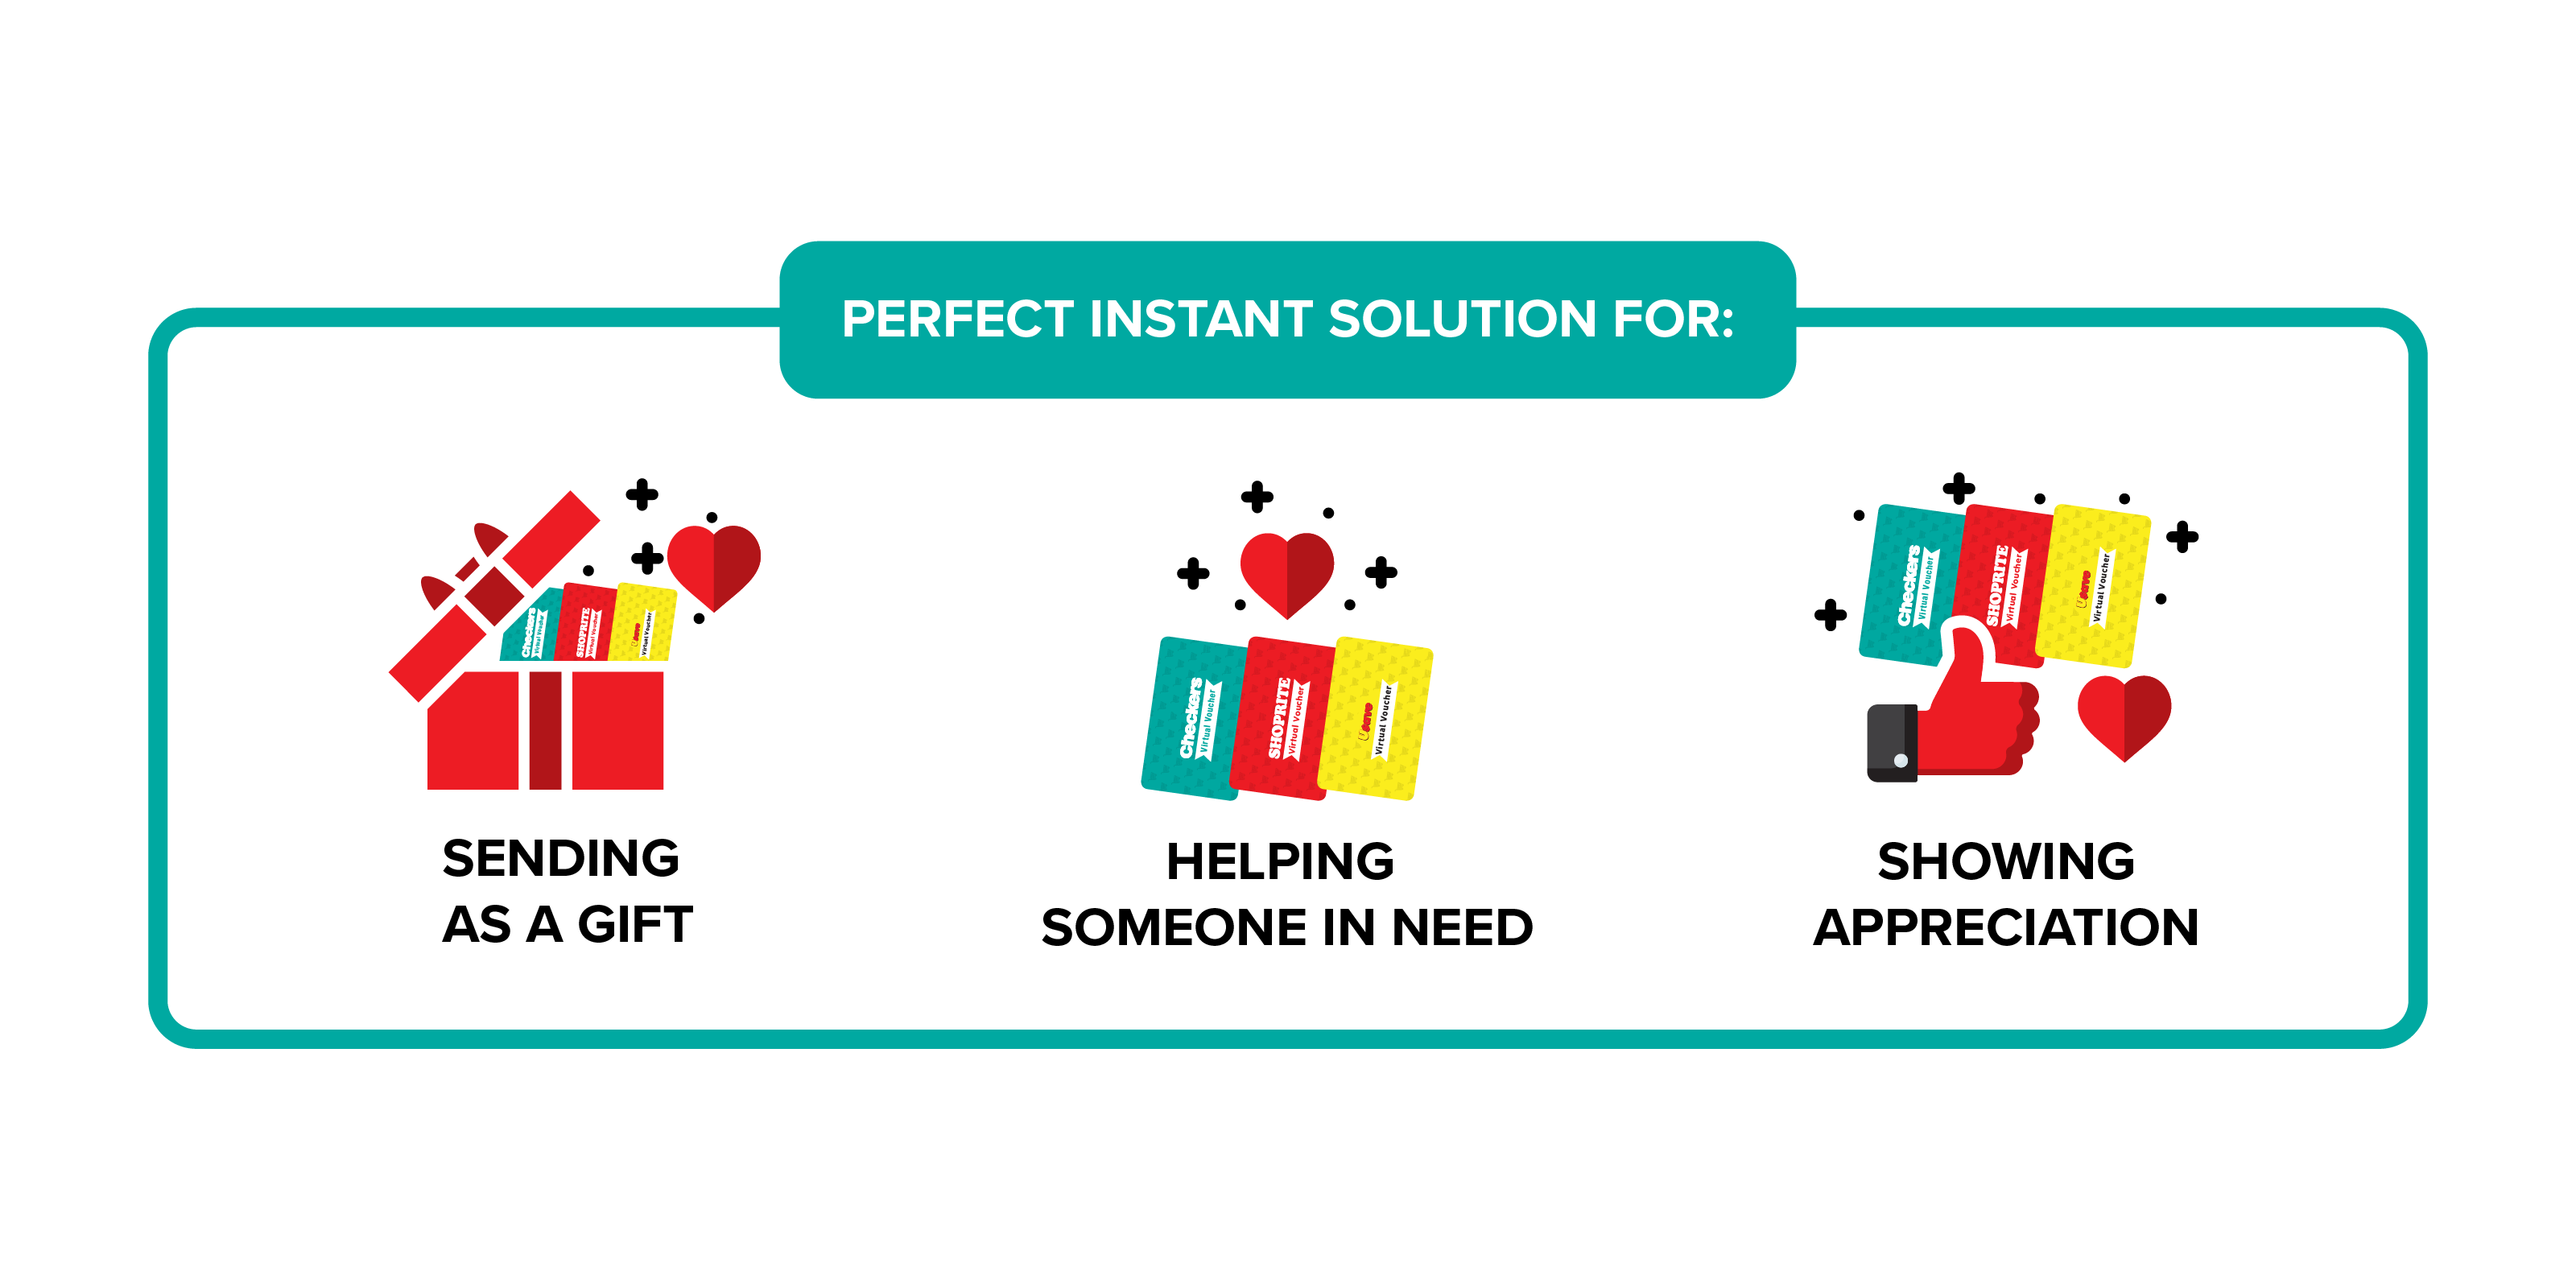 PERFECT INSTANT SOLUTION FOR:
Checkers
Virtual Voucher
SHOPRITE
Virtual Voucher
Usave
Virtual Voucher
SENDING
AS A GIFT
Checkers
Virtual Voucher
SHOPRITE
Virtual Voucher
Usave
Virtual Voucher
HELPING
SOMEONE IN NEED
Checkers
Virtual Voucher
SHOPRITE
Virtual Voucher
Usave
Virtual Voucher
SHOWING
APPRECIATION